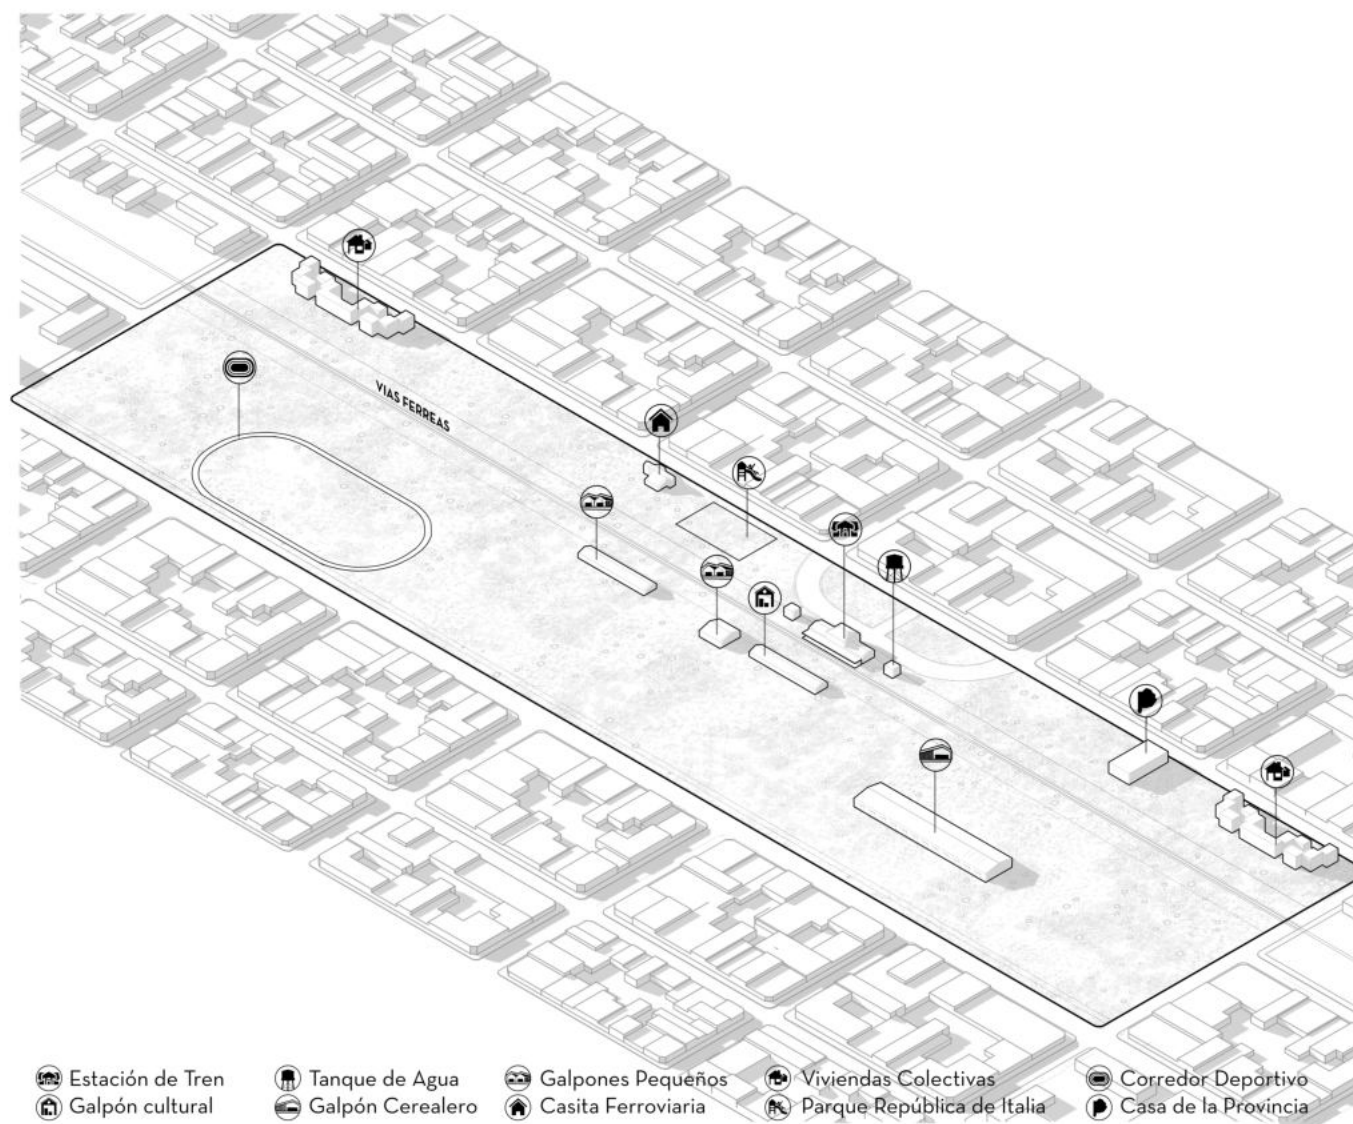 VIAS FERREAS
Estación de Tren
Tanque de Agua
Galpones Pequeños
Viviendas Colectivas
Corredor Deportivo
Galpón cultural
Galpón Cerealero
Casita Ferroviaria
Parque República de Italia
Casa de la Provincia